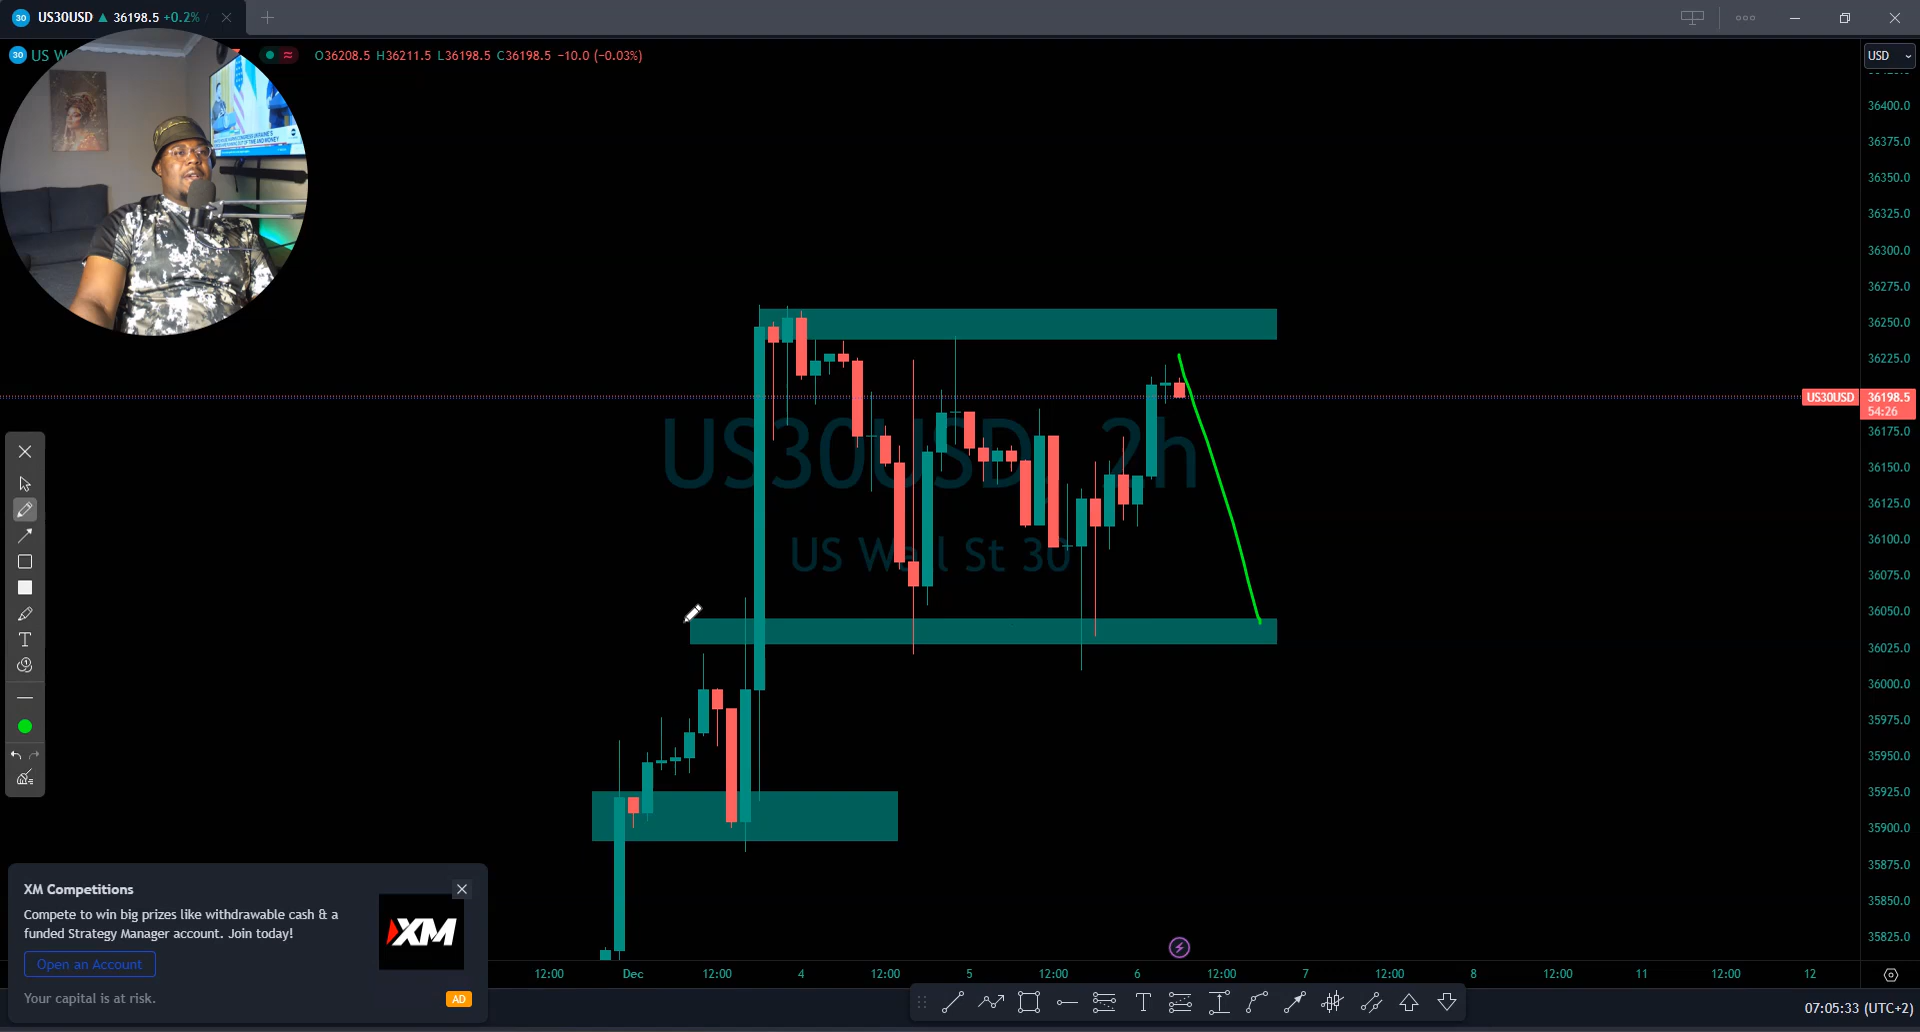 30 US30USD ▲ 36198.5 +0.2% /
30 US W
O36208.5 H36211.5 L36198.5 C36198.5 −10.0 (−0.03%)
USD
36400.0
36375.0
36350.0
36325.0
36300.0
36275.0
36250.0
36225.0
US30USD 36198.5
54:26
36175.0
36150.0
36125.0
36100.0
36075.0
36050.0
36025.0
36000.0
35975.0
35950.0
35925.0
35900.0
35875.0
35850.0
35825.0
US30USD, 2h
US Wall St 30
XM Competitions
Compete to win big prizes like withdrawable cash & a
funded Strategy Manager account. Join today!
XM
Open an Account
Your capital is at risk.
AD
12:00 Dec 12:00 4 12:00 5 12:00 6 12:00 7 12:00 8 12:00 11 12:00 12
07:05:33 (UTC+2)